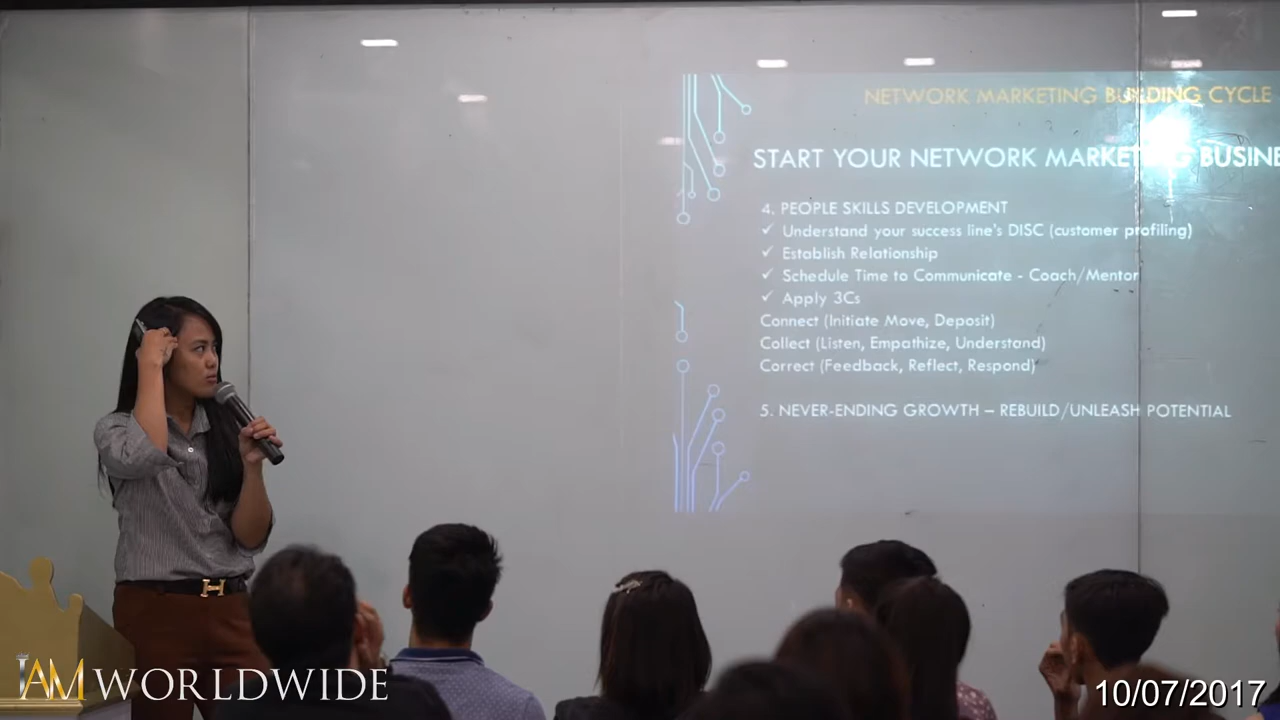 NETWORK MARKETING BUILDING CYCLE
START YOUR NETWORK MARKETING BUSINE
4. PEOPLE SKILLS DEVELOPMENT
✓ Understand your success line's DISC (customer profiling)
✓ Establish Relationship
✓ Schedule Time to Communicate - Coach/Mentor
✓ Apply 3Cs
Connect (Initiate Move, Deposit)
Collect (Listen, Empathize, Understand)
Correct (Feedback, Reflect, Respond)
5. NEVER-ENDING GROWTH – REBUILD/UNLEASH POTENTIAL
IAM WORLDWIDE
10/07/2017